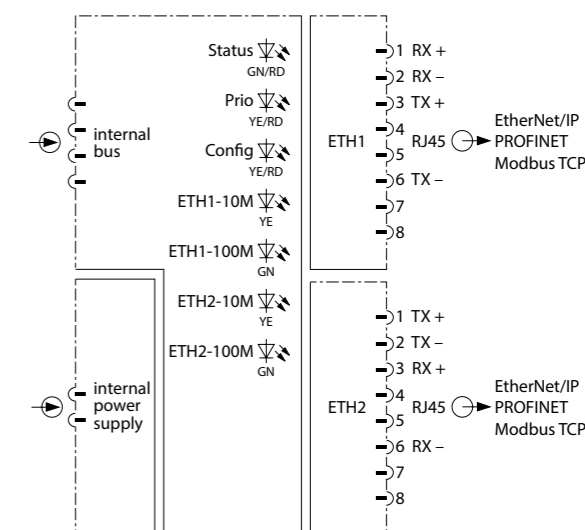 Status
GN/RD
Prio
YE/RD
Config
YE/RD
ETH1-10M
YE
ETH1-100M
GN
ETH2-10M
YE
ETH2-100M
GN
internal
bus
internal
power
supply
ETH1
1 RX +
2 RX –
3 TX +
4
5
6 TX –
7
8
RJ45
EtherNet/IP
PROFINET
Modbus TCP
ETH2
1 TX +
2 TX –
3 RX +
4
5
6 RX –
7
8
RJ45
EtherNet/IP
PROFINET
Modbus TCP